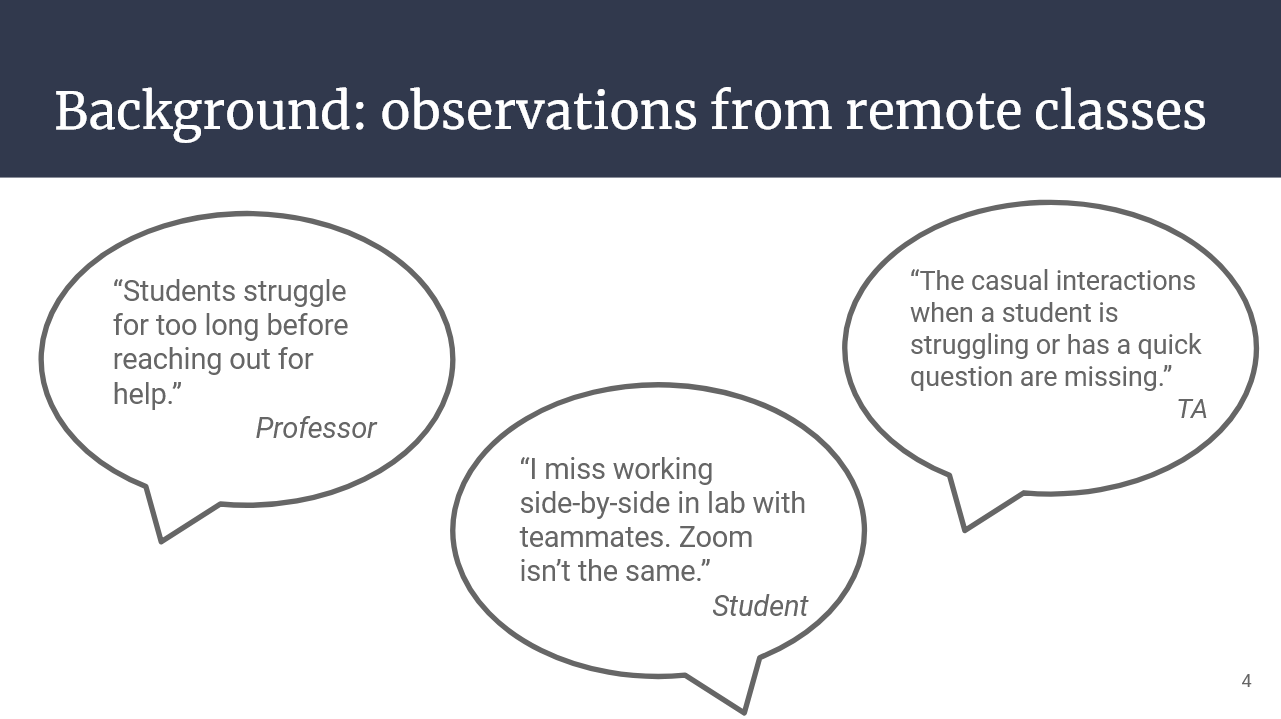 Background: observations from remote classes
“Students struggle
for too long before
reaching out for
help.”
Professor
“I miss working
side-by-side in lab with
teammates. Zoom
isn’t the same.”
Student
“The casual interactions
when a student is
struggling or has a quick
question are missing.”
TA
4